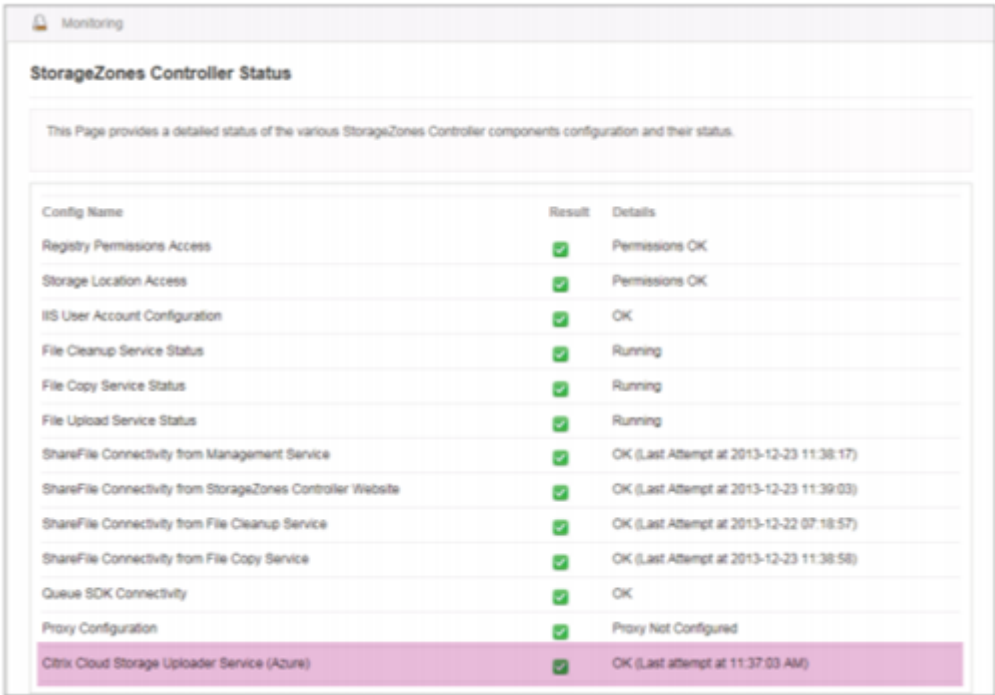 Monitoring
StorageZones Controller Status
This Page provides a detailed status of the various StorageZones Controller components configuration and their status.
Config Name Result Details
Registry Permissions Access Permissions OK
Storage Location Access Permissions OK
IIS User Account Configuration OK
File Cleanup Service Status Running
File Copy Service Status Running
File Upload Service Status Running
ShareFile Connectivity from Management Service OK (Last Attempt at 2013-12-23 11:38:17)
ShareFile Connectivity from StorageZones Controller Website OK (Last Attempt at 2013-12-23 11:39:03)
ShareFile Connectivity from File Cleanup Service OK (Last Attempt at 2013-12-22 07:18:57)
ShareFile Connectivity from File Copy Service OK (Last Attempt at 2013-12-23 11:38:58)
Queue SDK Connectivity OK
Proxy Configuration Proxy Not Configured
Citrix Cloud Storage Uploader Service (Azure) OK (Last attempt at 11:37:03 AM)